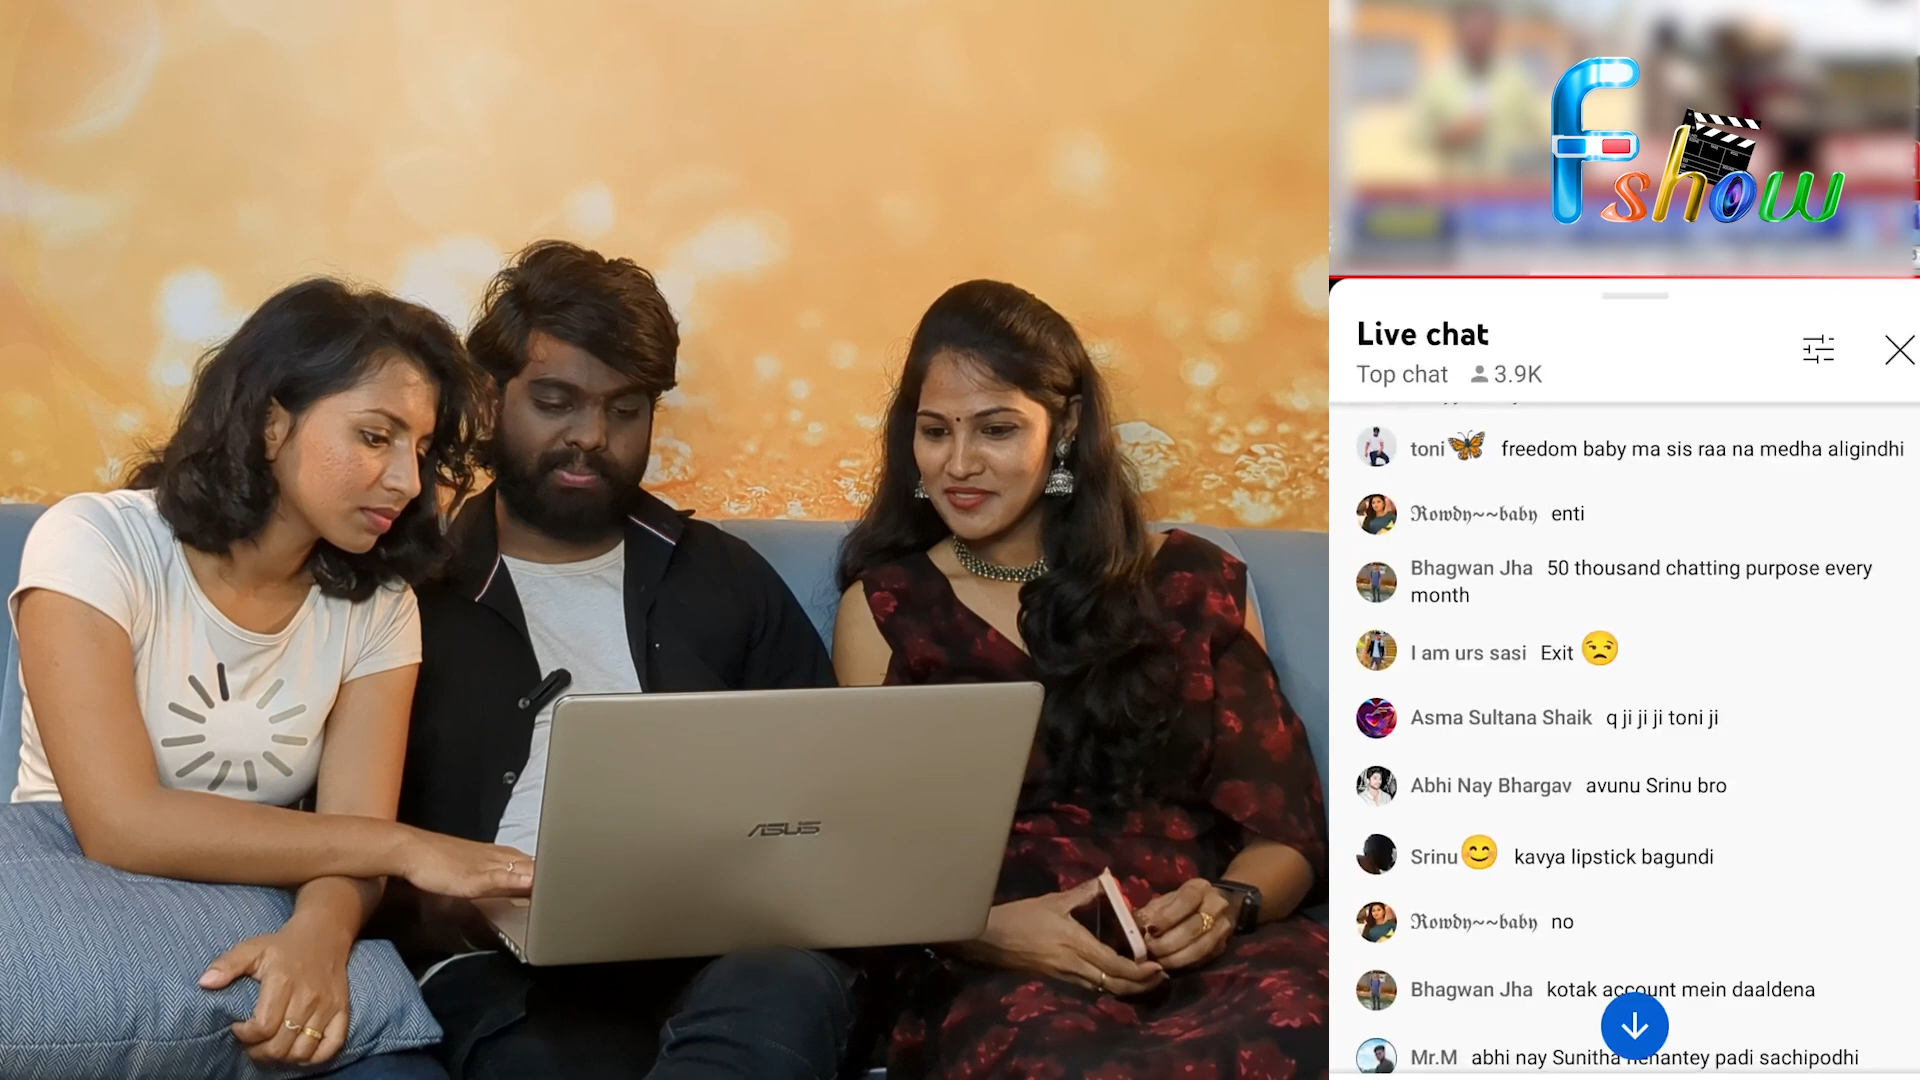 Fshow
Live chat
Top chat 3.9K
toni freedom baby ma sis raa na medha aligindhi
Rowdy~~baby enti
Bhagwan Jha 50 thousand chatting purpose every
month
I am urs sasi Exit
Asma Sultana Shaik q ji ji ji toni ji
Abhi Nay Bhargav avunu Srinu bro
Srinu kavya lipstick bagundi
Rowdy~~baby no
Bhagwan Jha kotak account mein daaldena
Mr.M abhi nay Sunitha padi sachipodhi
ASUS